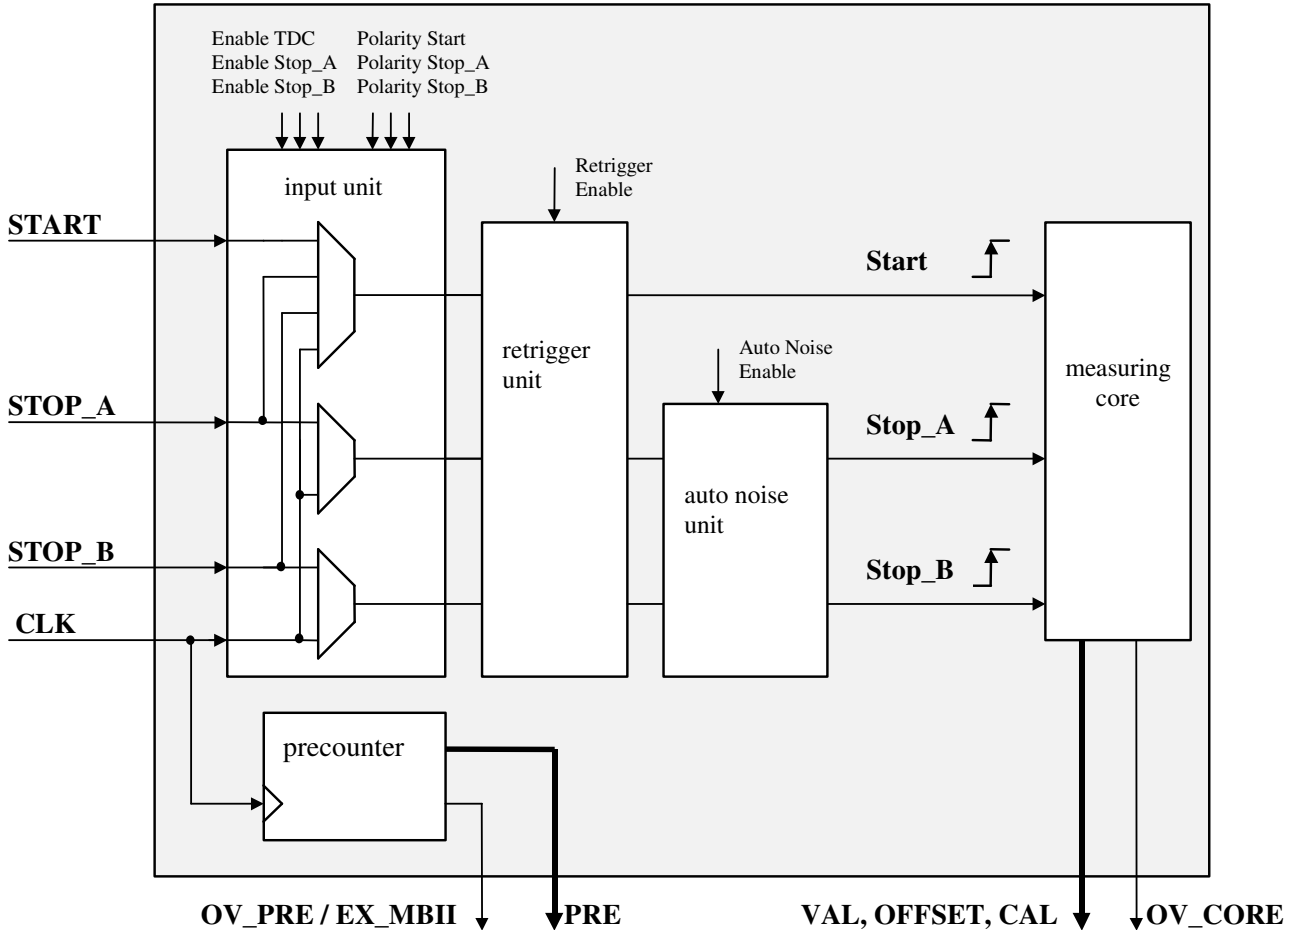 Enable TDC
Enable Stop_A
Enable Stop_B
Polarity Start
Polarity Stop_A
Polarity Stop_B
input unit
Retrigger
Enable
START
Start
retrigger
unit
Auto Noise
Enable
measuring
core
STOP_A
Stop_A
auto noise
unit
STOP_B
Stop_B
CLK
precounter
OV_PRE / EX_MBII
PRE
VAL, OFFSET, CAL
OV_CORE